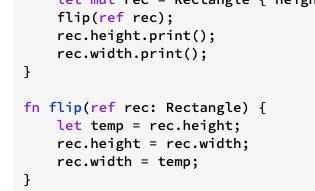 let mut rec = Rectangle { heigh
flip(ref rec);
rec.height.print();
rec.width.print();
}
fn flip(ref rec: Rectangle) {
let temp = rec.height;
rec.height = rec.width;
rec.width = temp;
}